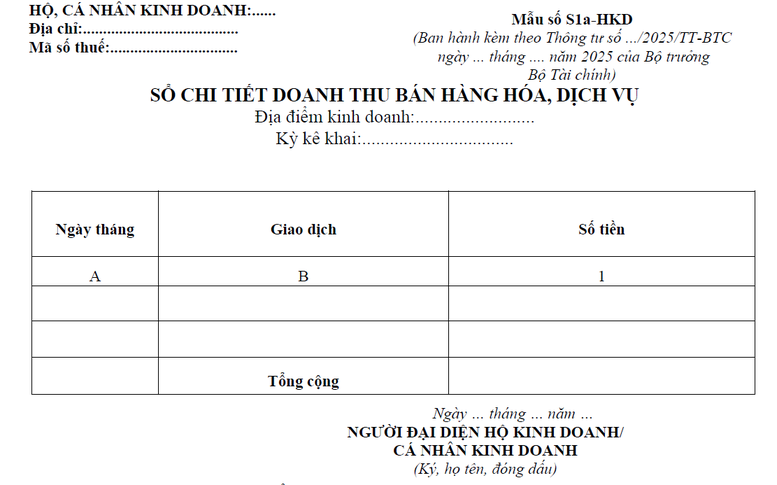 HỘ, CÁ NHÂN KINH DOANH:......
Địa chỉ:........................................
Mã số thuế:.................................
Mẫu số S1a-HKD
(Ban hành kèm theo Thông tư số .../2025/TT-BTC
ngày ... tháng .... năm 2025 của Bộ trưởng
Bộ Tài chính)
SỔ CHI TIẾT DOANH THU BÁN HÀNG HÓA, DỊCH VỤ
Địa điểm kinh doanh:..........................
Kỳ kê khai:.................................
Ngày tháng Giao dịch Số tiền
A B 1
Tổng cộng
Ngày ... tháng ... năm ...
NGƯỜI ĐẠI DIỆN HỘ KINH DOANH/
CÁ NHÂN KINH DOANH
(Ký, họ tên, đóng dấu)